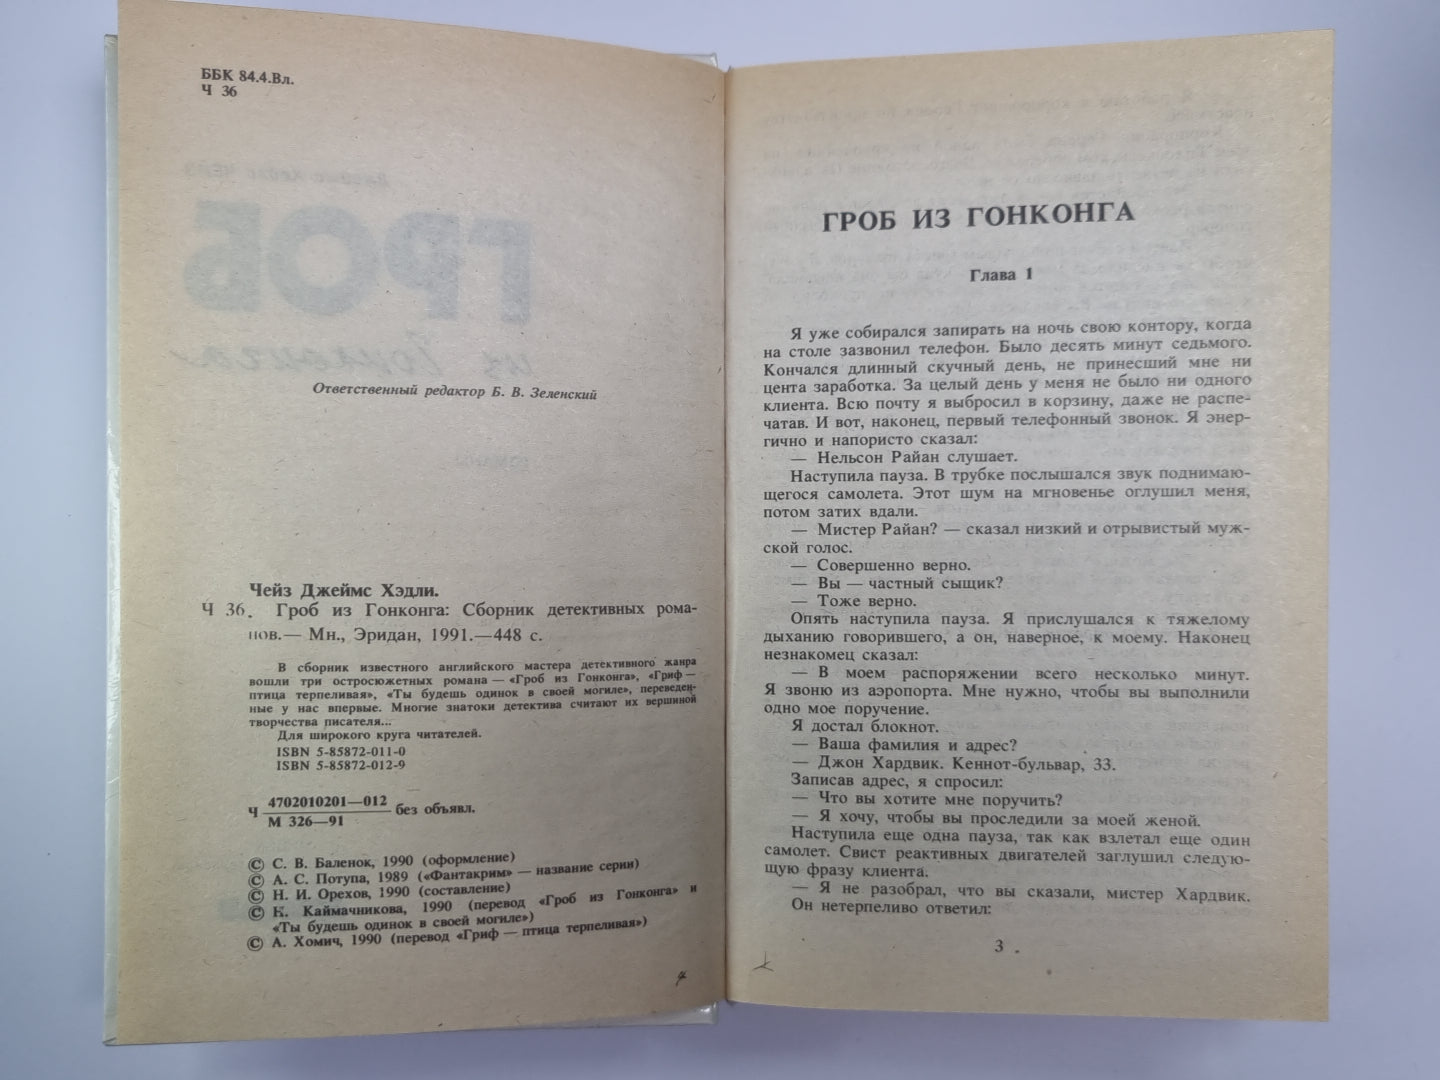 ББК 84.4.Вл.
Ч 36
Ответственный редактор Б. В. Зеленский
Чейз Джеймс Хэдли.
Ч 36. Гроб из Гонконга: Сборник детективных рома-
нов.— Мн., Эридан, 1991.—448 с.
В сборник известного английского мастера детективного жанра
вошли три остросюжетных романа — «Гроб из Гонконга», «Гриф —
птица терпеливая», «Ты будешь одинок в своей могиле», переведен-
ные у нас впервые. Многие знатоки детектива считают их вершиной
творчества писателя...
Для широкого круга читателей.
ISBN 5-85872-011-0
ISBN 5-85872-012-9
Ч 4702010201—012 без объявл.
М 326—91
© С. В. Баленок, 1990 (оформление)
© А. С. Потупа, 1989 («Фантакрим» — название серии)
© Н. И. Орехов, 1990 (составление)
© К. Каймачникова, 1990 (перевод «Гроб из Гонконга» и
«Ты будешь одинок в своей могиле»)
© А. Хомич, 1990 (перевод «Гриф — птица терпеливая»)
ГРОБ ИЗ ГОНКОНГА
Глава 1
Я уже собирался запирать на ночь свою контору, когда
на столе зазвонил телефон. Было десять минут седьмого.
Кончался длинный скучный день, не принесший мне ни
цента заработка. За целый день у меня не было ни одного
клиента. Всю почту я выбросил в корзину, даже не распе-
чатав. И вот, наконец, первый телефонный звонок. Я энер-
гично и напористо сказал:
— Нельсон Райан слушает.
Наступила пауза. В трубке послышался звук поднимаю-
щегося самолета. Этот шум на мгновенье оглушил меня,
потом затих вдали.
— Мистер Райан? — сказал низкий и отрывистый муж-
ской голос.
— Совершенно верно.
— Вы — частный сыщик?
— Тоже верно.
Опять наступила пауза. Я прислушался к тяжелому
дыханию говорившего, а он, наверное, к моему. Наконец
незнакомец сказал:
— В моем распоряжении всего несколько минут.
Я звоню из аэропорта. Мне нужно, чтобы вы выполнили
одно мое поручение.
Я достал блокнот.
— Ваша фамилия и адрес?
— Джон Хардвик. Кеннот-бульвар, 33.
Записав адрес, я спросил:
— Что вы хотите мне поручить?
— Я хочу, чтобы вы проследили за моей женой.
Наступила еще одна пауза, так как взлетал еще один
самолет. Свист реактивных двигателей заглушил следую-
щую фразу клиента.
— Я не разобрал, что вы сказали, мистер Хардвик.
Он нетерпеливо ответил:
3